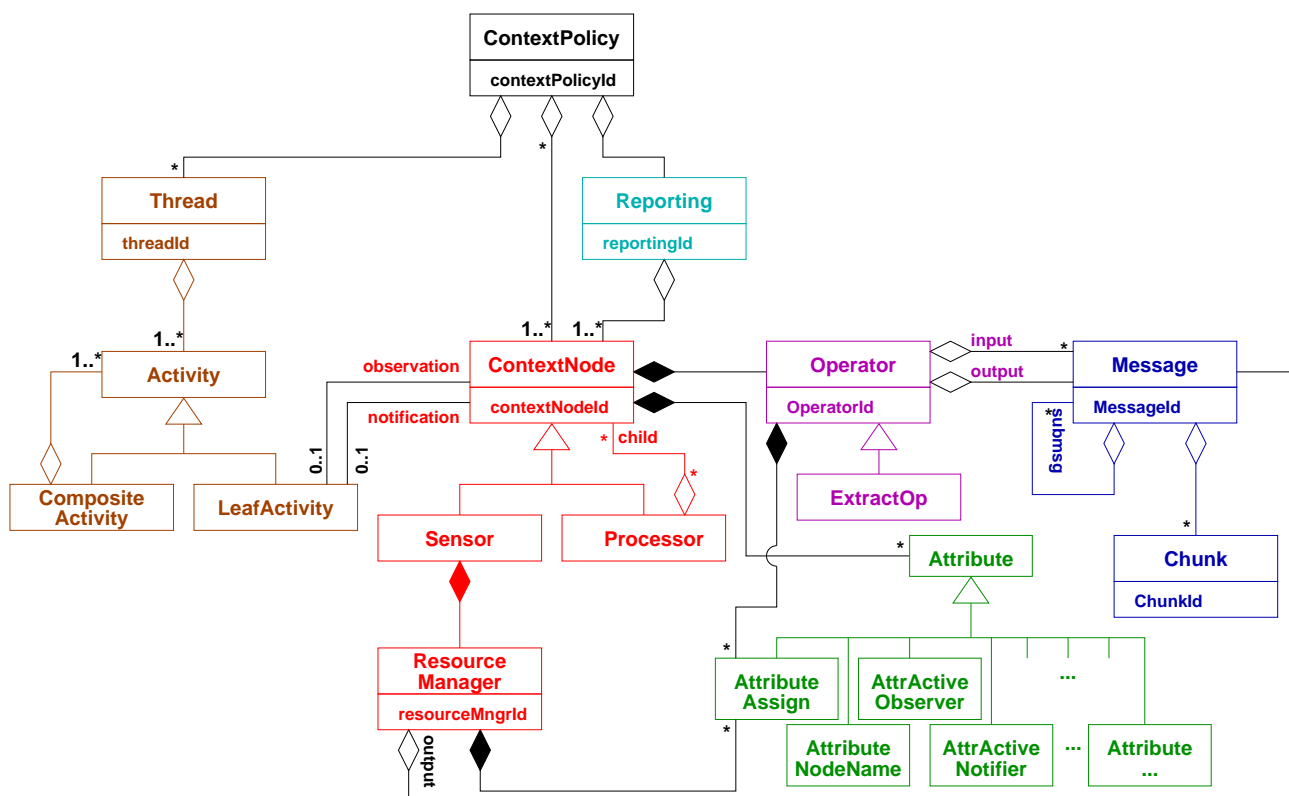 ContextPolicy
contextPolicyId
*
*
Thread
threadId
Reporting
reportingId
1..*
1..*
1..*
1..*
Activity
observation
notification
ContextNode
contextNodeId
Operator
OperatorId
input
output
*
Message
MessageId
*
submsg
*
child
*
0..1
0..1
Composite
Activity
LeafActivity
Sensor
Processor
ExtractOp
*
Attribute
*
Chunk
ChunkId
Resource
Manager
resourceMngrId
output
*
Attribute
Assign
*
AttrActive
Observer
...
Attribute
NodeName
AttrActive
Notifier
...
Attribute
...